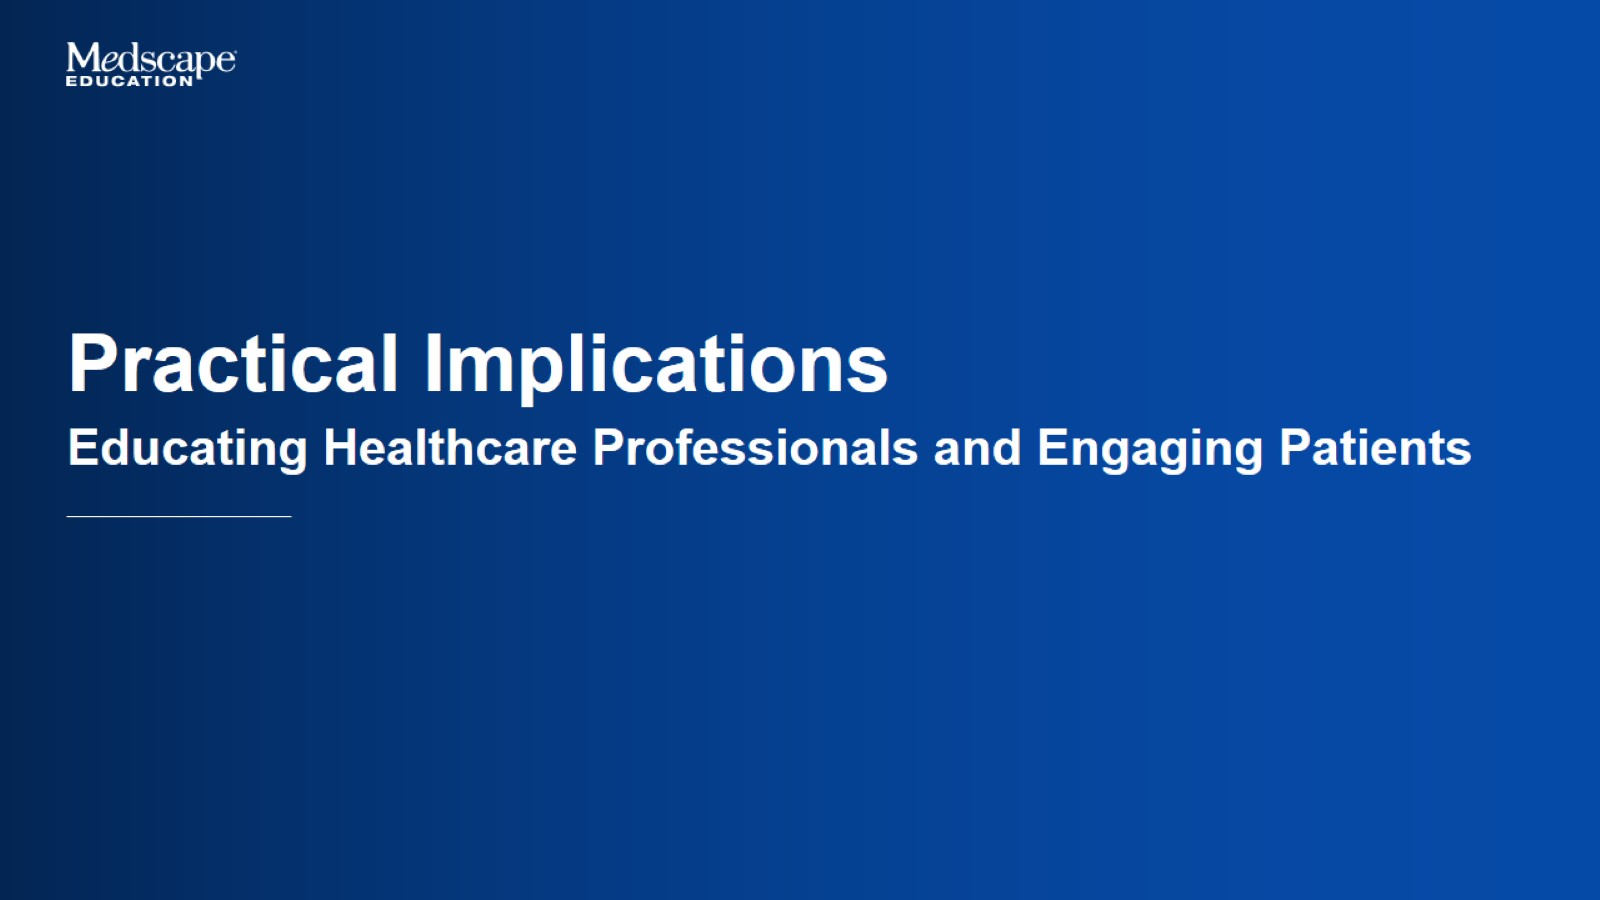 Medscape
EDUCATION
Practical Implications
Educating Healthcare Professionals and Engaging Patients